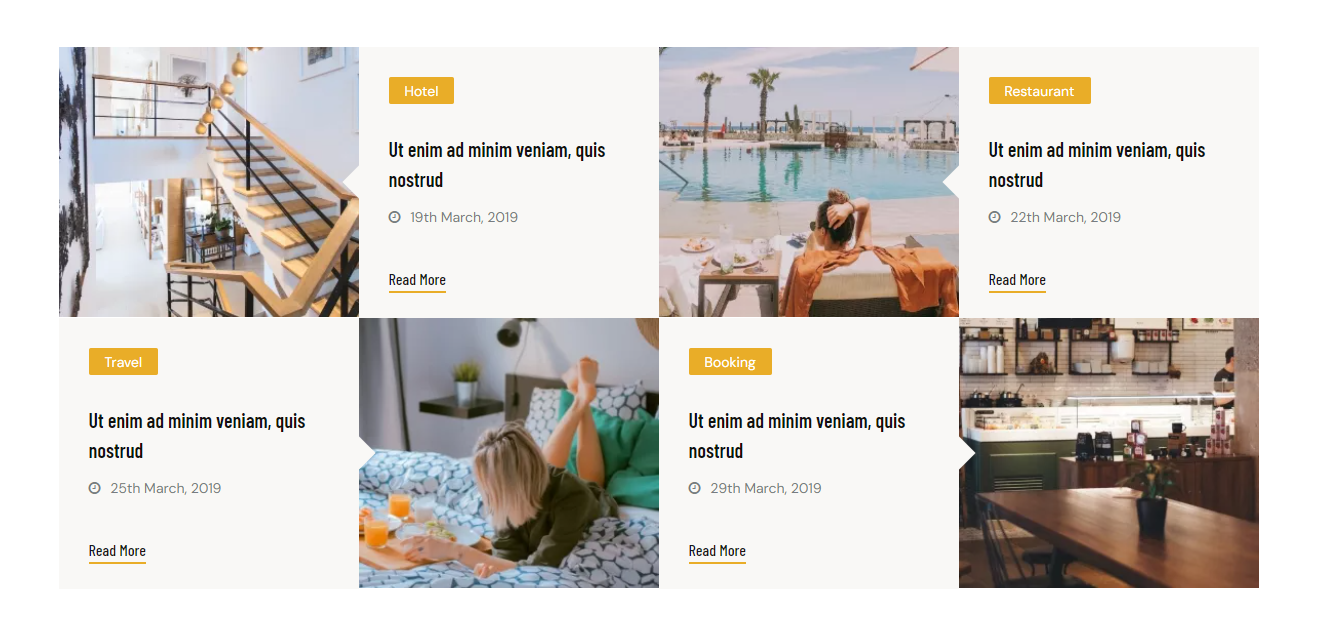 Hotel
Ut enim ad minim veniam, quis
nostrud
19th March, 2019
Read More
Restaurant
Ut enim ad minim veniam, quis
nostrud
22th March, 2019
Read More
Travel
Ut enim ad minim veniam, quis
nostrud
25th March, 2019
Read More
Booking
Ut enim ad minim veniam, quis
nostrud
29th March, 2019
Read More